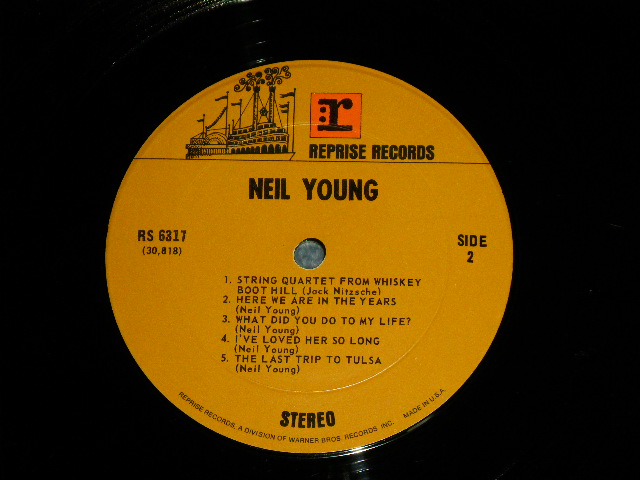 r
REPRISE RECORDS
NEIL YOUNG
RS 6317
(30,818)
SIDE
2
1. STRING QUARTET FROM WHISKEY
BOOT HILL (Jack Nitzsche)
2. HERE WE ARE IN THE YEARS
(Neil Young)
3. WHAT DID YOU DO TO MY LIFE?
(Neil Young)
4. I'VE LOVED HER SO LONG
(Neil Young)
5. THE LAST TRIP TO TULSA
(Neil Young)
STEREO
REPRISE RECORDS, A DIVISION OF WARNER BROS. RECORDS, INC. MADE IN U.S.A.